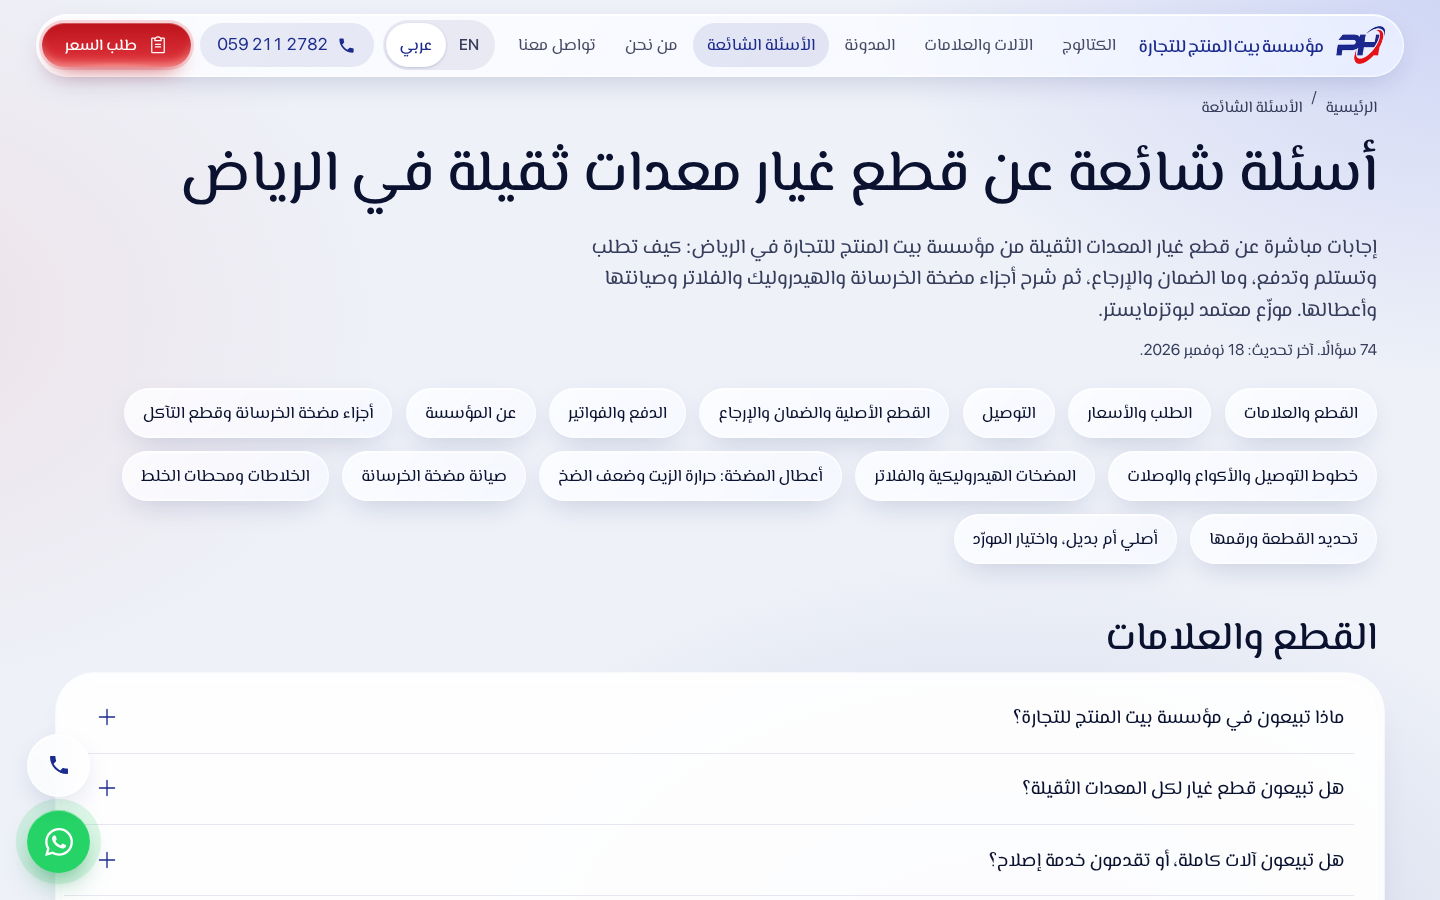 مؤسسة بيت المنتج للتجارة
الكتالوج
الآلات والعلامات
المدونة
الأسئلة الشائعة
من نحن
تواصل معنا
EN
عربي
059 211 2782
طلب السعر
الرئيسية / الأسئلة الشائعة
أسئلة شائعة عن قطع غيار معدات ثقيلة في الرياض
إجابات مباشرة عن قطع غيار المعدات الثقيلة من مؤسسة بيت المنتج للتجارة في الرياض: كيف تطلب
وتستلم وتدفع، وما الضمان والإرجاع، ثم شرح أجزاء مضخة الخرسانة والهيدروليك والفلاتر وصيانتها
وأعطالها. موزّع معتمد لبوتزمايستر.
74 سؤالًا. آخر تحديث: 18 نوفمبر 2026.
القطع والعلامات
الطلب والأسعار
التوصيل
القطع الأصلية والضمان والإرجاع
الدفع والفواتير
عن المؤسسة
أجزاء مضخة الخرسانة وقطع التآكل
خطوط التوصيل والأكواع والوصلات
المضخات الهيدروليكية والفلاتر
أعطال المضخة: حرارة الزيت وضعف الضخ
صيانة مضخة الخرسانة
الخلاطات ومحطات الخلط
تحديد القطعة ورقمها
أصلي أم بديل، واختيار المورّد
القطع والعلامات
ماذا تبيعون في مؤسسة بيت المنتج للتجارة؟
هل تبيعون قطع غيار لكل المعدات الثقيلة؟
هل تبيعون آلات كاملة، أو تقدمون خدمة إصلاح؟